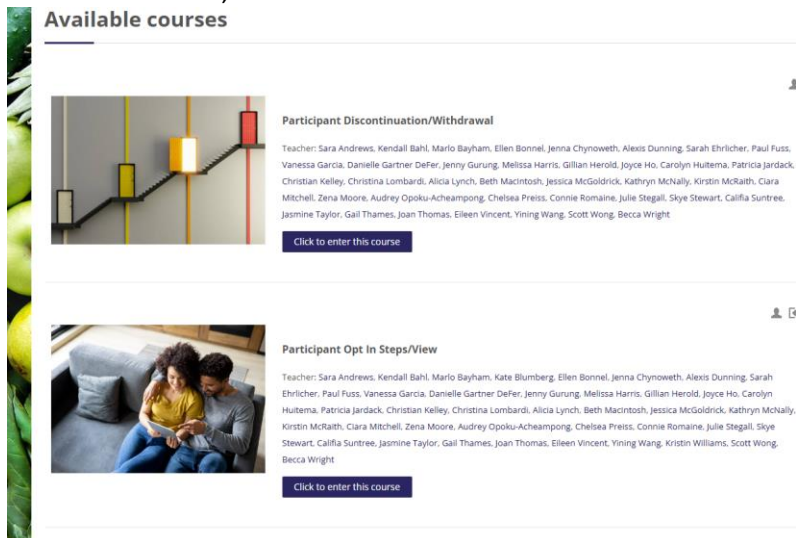 Available courses
Participant Discontinuation/Withdrawal
Teacher: Sara Andrews, Kendall Bahl, Marlo Bayham, Ellen Bonnel, Jenna Chynoweth, Alexis Dunning, Sarah Ehrlicher, Paul Fuss,
Vanessa Garcia, Danielle Gartner DeFer, Jenny Gurung, Melissa Harris, Gillian Herold, Joyce Ho, Carolyn Huitema, Patricia Jardack,
Christian Kelley, Christina Lombardi, Alicia Lynch, Beth MacIntosh, Jessica McGoldrick, Kathryn McNally, Kirstin McRaith, Clara
Mitchell, Zena Moore, Audrey Opoku-Acheampong, Chelsea Preiss, Connie Romaine, Julie Stegall, Skye Stewart, Califia Suntree,
Jasmine Taylor, Gail Thames, Joan Thomas, Eileen Vincent, Yining Wang, Scott Wong, Becca Wright
Click to enter this course
Participant Opt In Steps/View
Teacher: Sara Andrews, Kendall Bahl, Marlo Bayham, Kate Blumberg, Ellen Bonnel, Jenna Chynoweth, Alexis Dunning, Sarah
Ehrlicher, Paul Fuss, Vanessa Garcia, Danielle Gartner DeFer, Jenny Gurung, Melissa Harris, Gillian Herold, Joyce Ho, Carolyn
Huitema, Patricia Jardack, Christian Kelley, Christina Lombardi, Alicia Lynch, Beth MacIntosh, Jessica McGoldrick, Kathryn McNally,
Kirstin McRaith, Clara Mitchell, Zena Moore, Audrey Opoku-Acheampong, Chelsea Preiss, Connie Romaine, Julie Stegall, Skye
Stewart, Califia Suntree, Jasmine Taylor, Gail Thames, Joan Thomas, Eileen Vincent, Yining Wang, Kristin Williams, Scott Wong,
Becca Wright
Click to enter this course